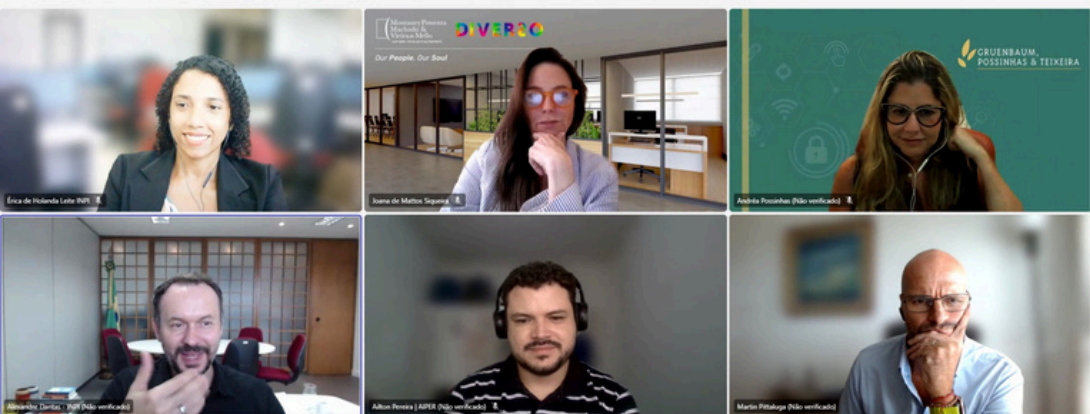 Montaury Pimenta
Machado &
Vieira de Mello
DIVERSO
Our People. Our Soul
GRUENBAUM,
POSSINHAS & TEIXEIRA
Érica de Holanda Leite INPI
Joana de Mattos Siqueira
Andréa Possinhas (Não verificado)
Alexandre Dantas - INPI (Não verificado)
Ailton Pereira | AIPER (Não verificado)
Martin Pittaluga (Não verificado)